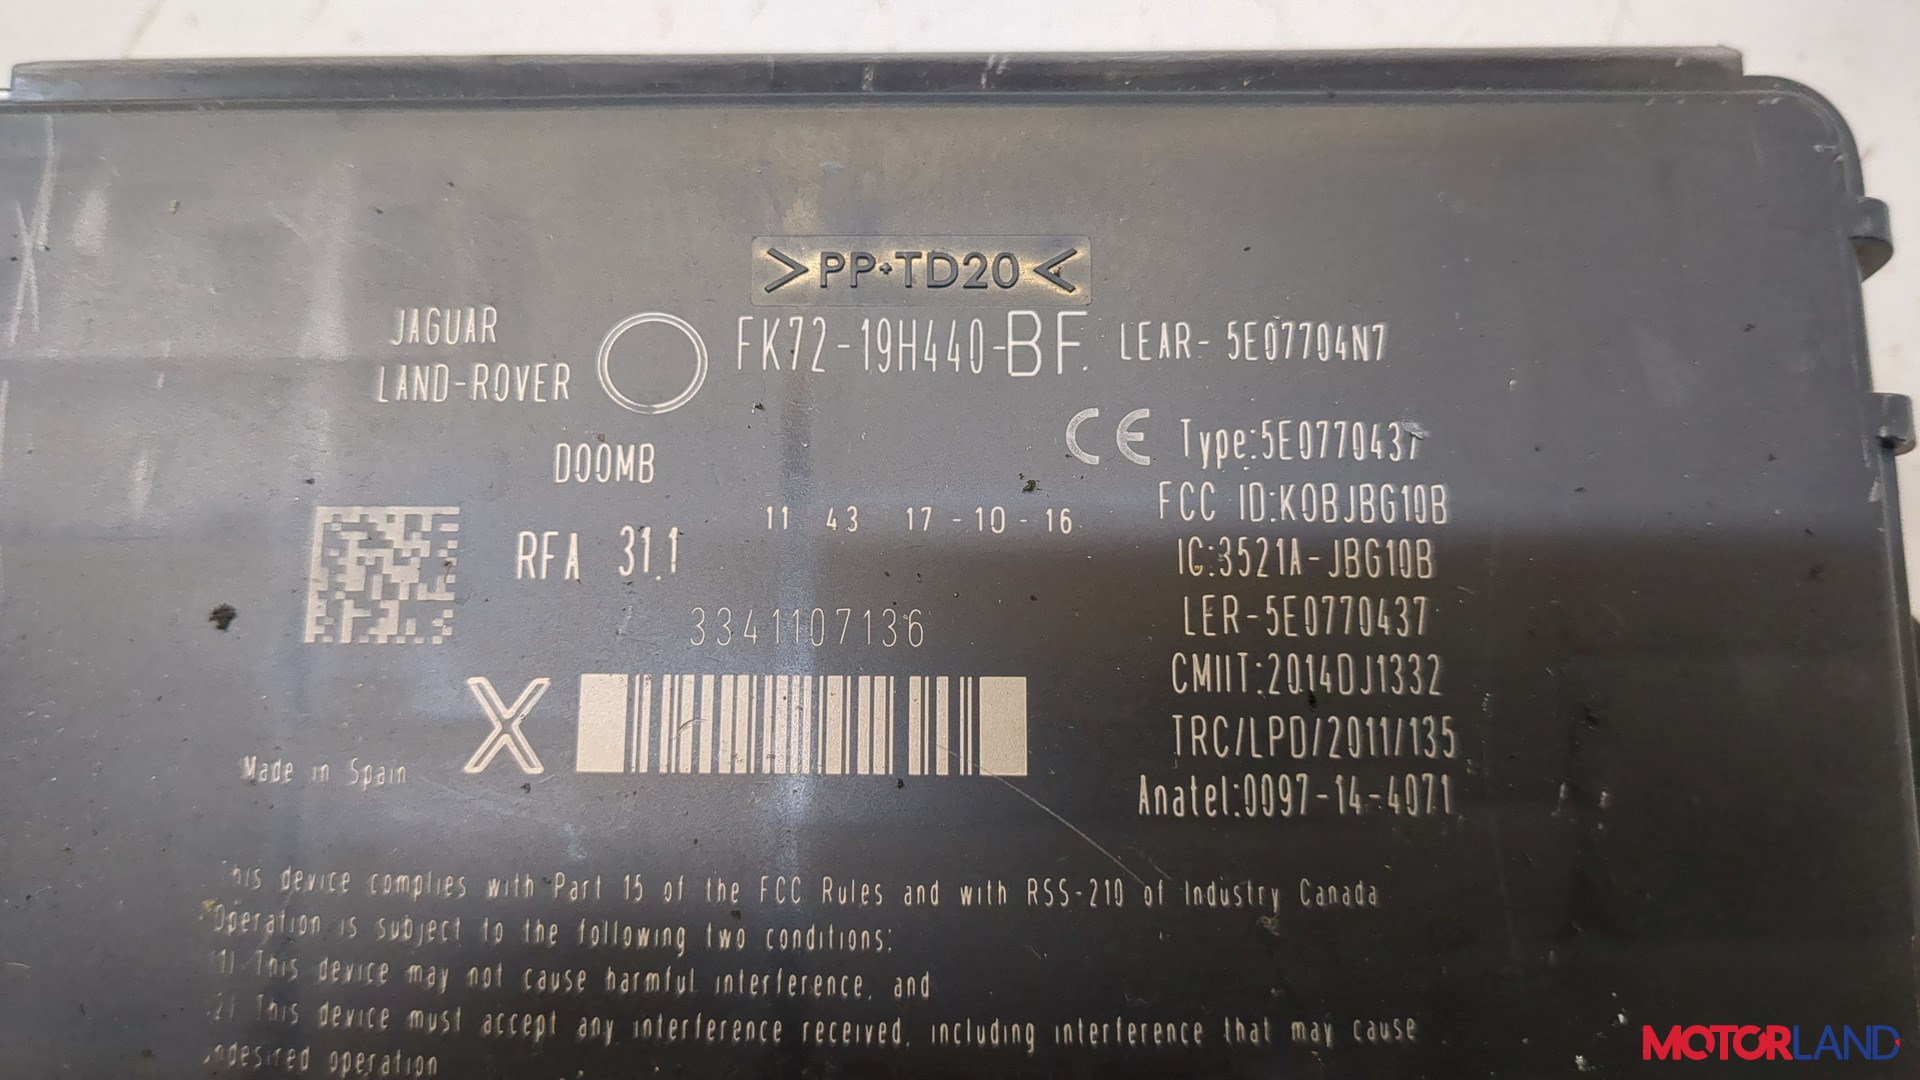 >PP+TD20<
JAGUAR
LAND-ROVER
FK72-19H440-BF
LEAR- 5E07704N7
D00MB
CE Type:5E0770437
FCC ID:KOBJBG10B
11 43 17-10-16
RFA 31.1
IC:3521A-JBG10B
LER-5E0770437
3341107136
CMIIT:2014DJ1332
X
TRC/LPD/2011/135
Made in Spain
Anatel:0097-14-4071
This device complies with Part 15 of the FCC Rules and with RSS-210 of Industry Canada
Operation is subject to the following two conditions:
(1) This device may not cause harmful interference, and
(2) This device must accept any interference received, including interference that may cause
undesired operation
MOTORLAND